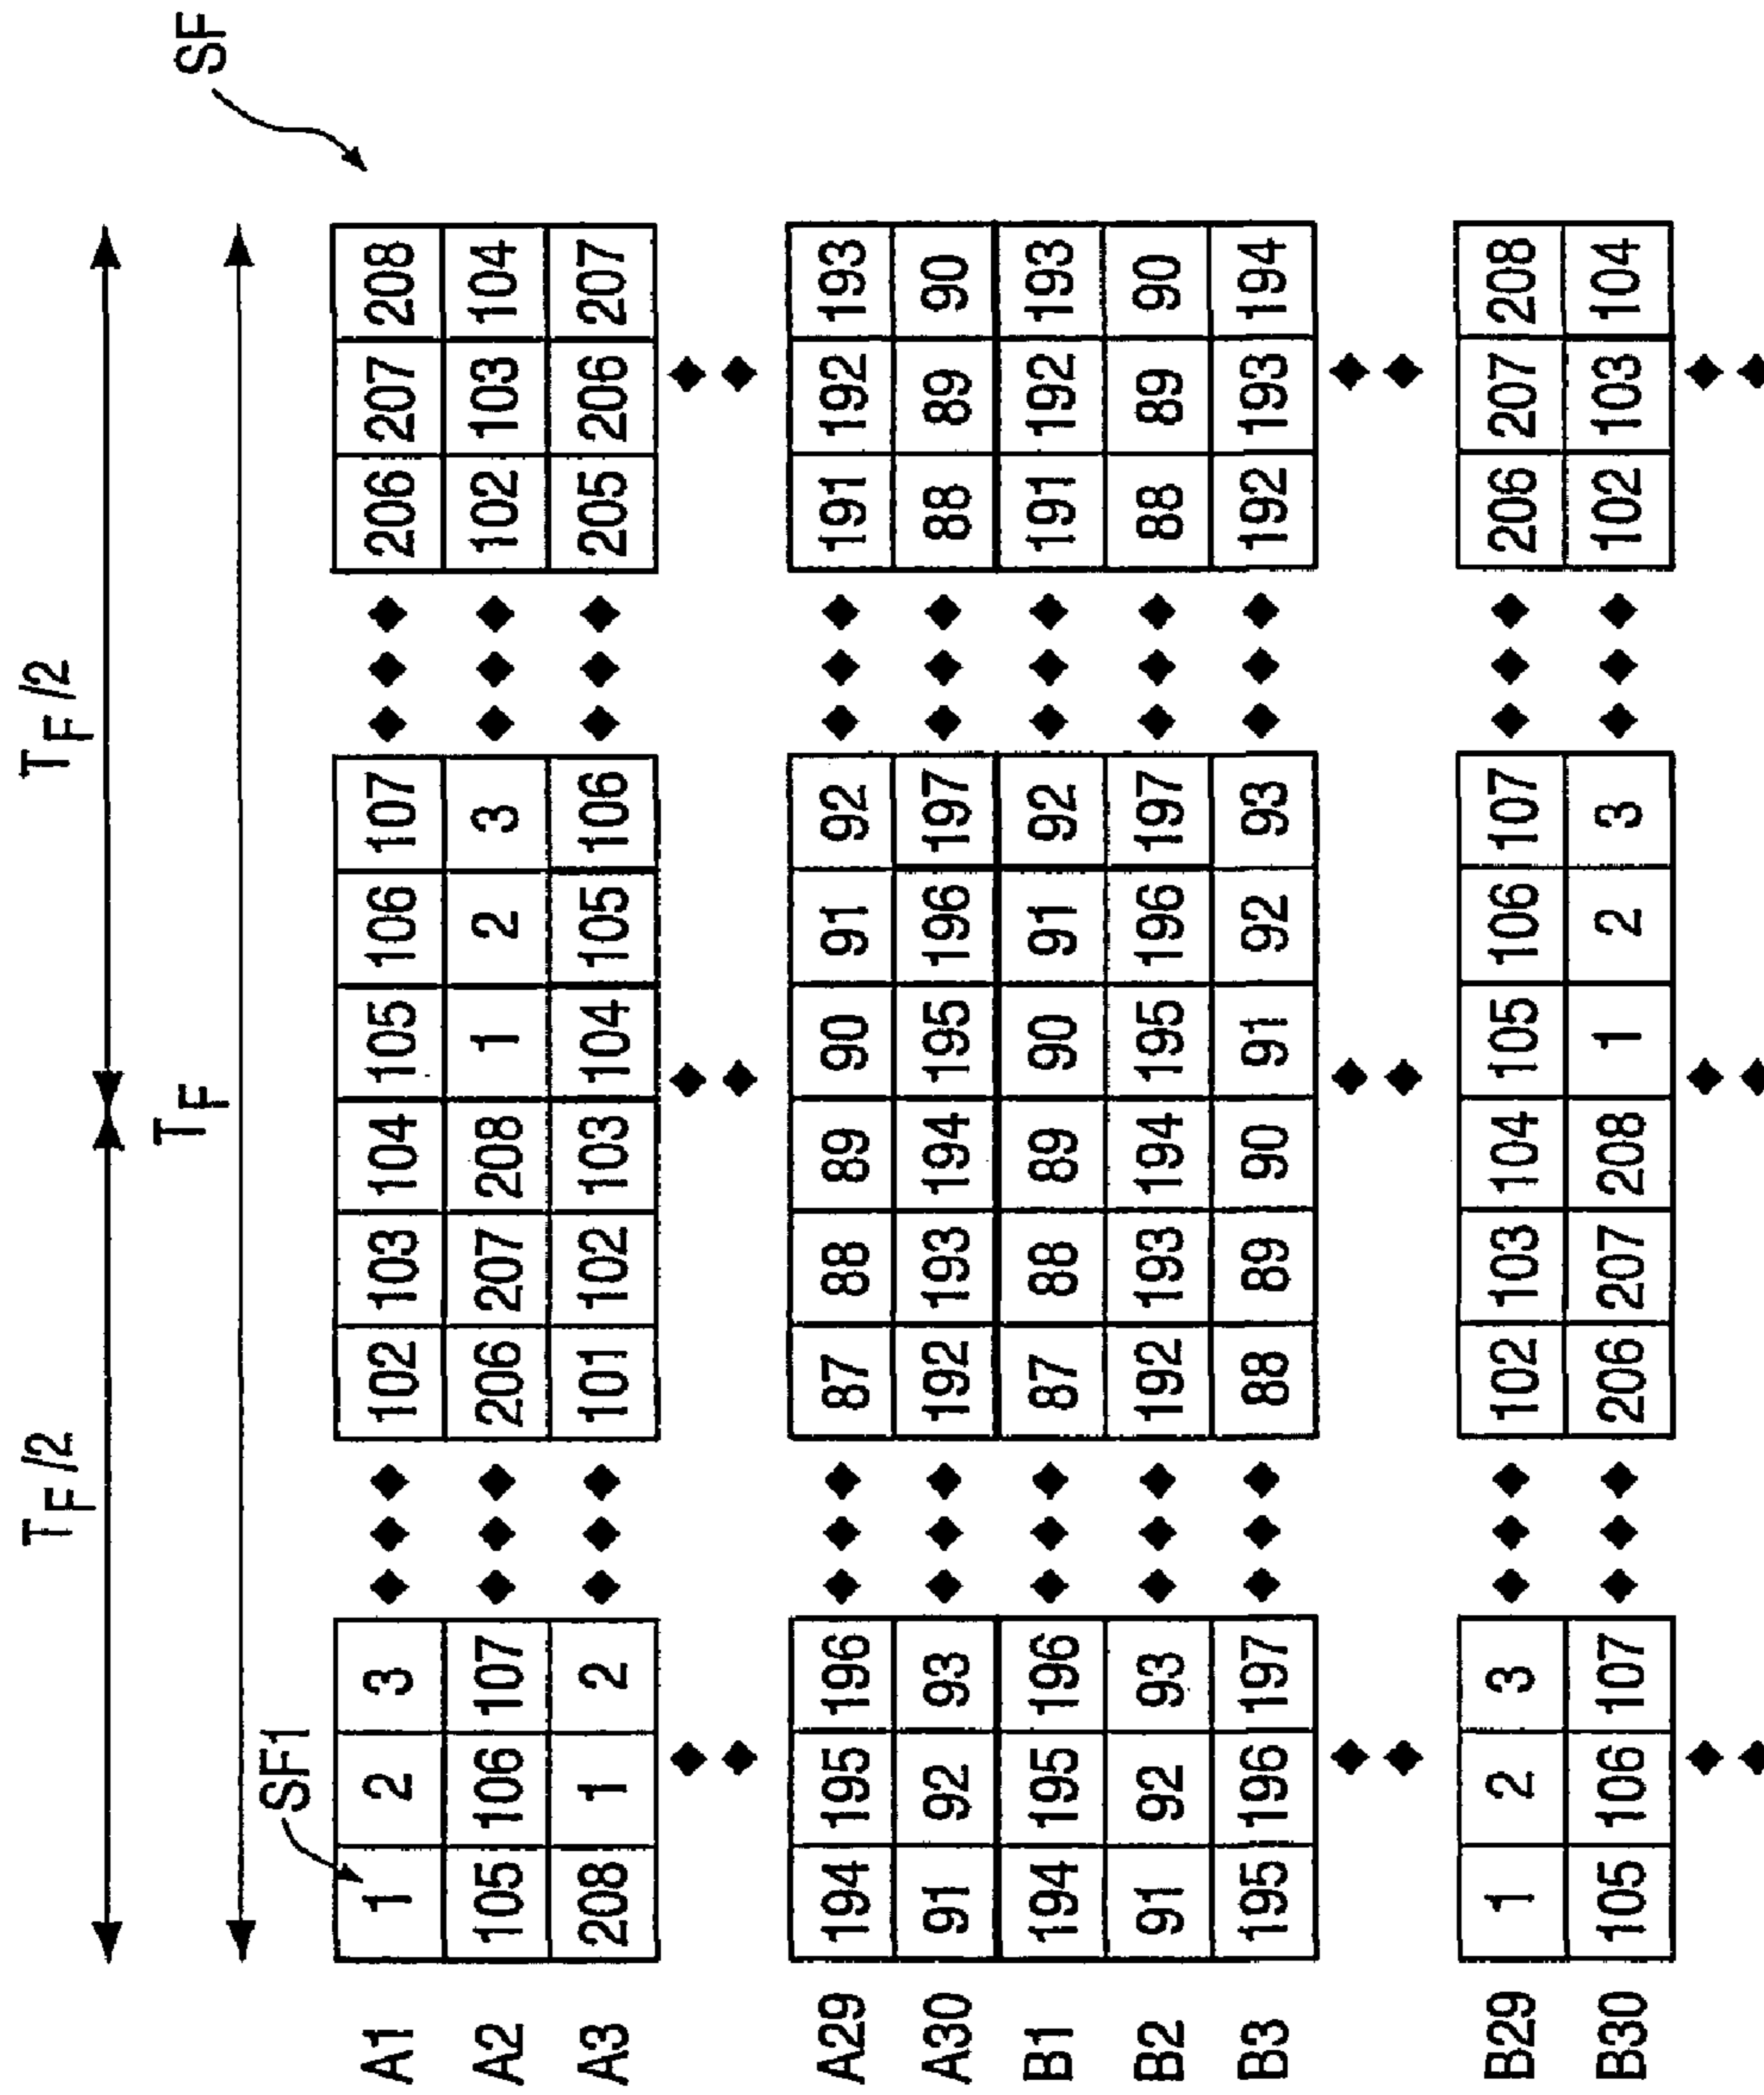 SF
T_F/2 T_F/2
T_F
SF1
A1 1 2 3 102 103 104 105 106 107 206 207 208
A2 105 106 107 206 207 208 1 2 3 102 103 104
A3 208 1 2 101 102 103 104 105 106 205 206 207
A29 194 195 196 87 88 89 90 91 92 191 192 193
A30 91 92 93 192 193 194 195 196 197 88 89 90
B1 194 195 196 87 88 89 90 91 92 191 192 193
B2 91 92 93 192 193 194 195 196 197 88 89 90
B3 195 196 197 88 89 90 91 92 93 192 193 194
B29 1 2 3 102 103 104 105 106 107 206 207 208
B30 105 106 107 206 207 208 1 2 3 102 103 104